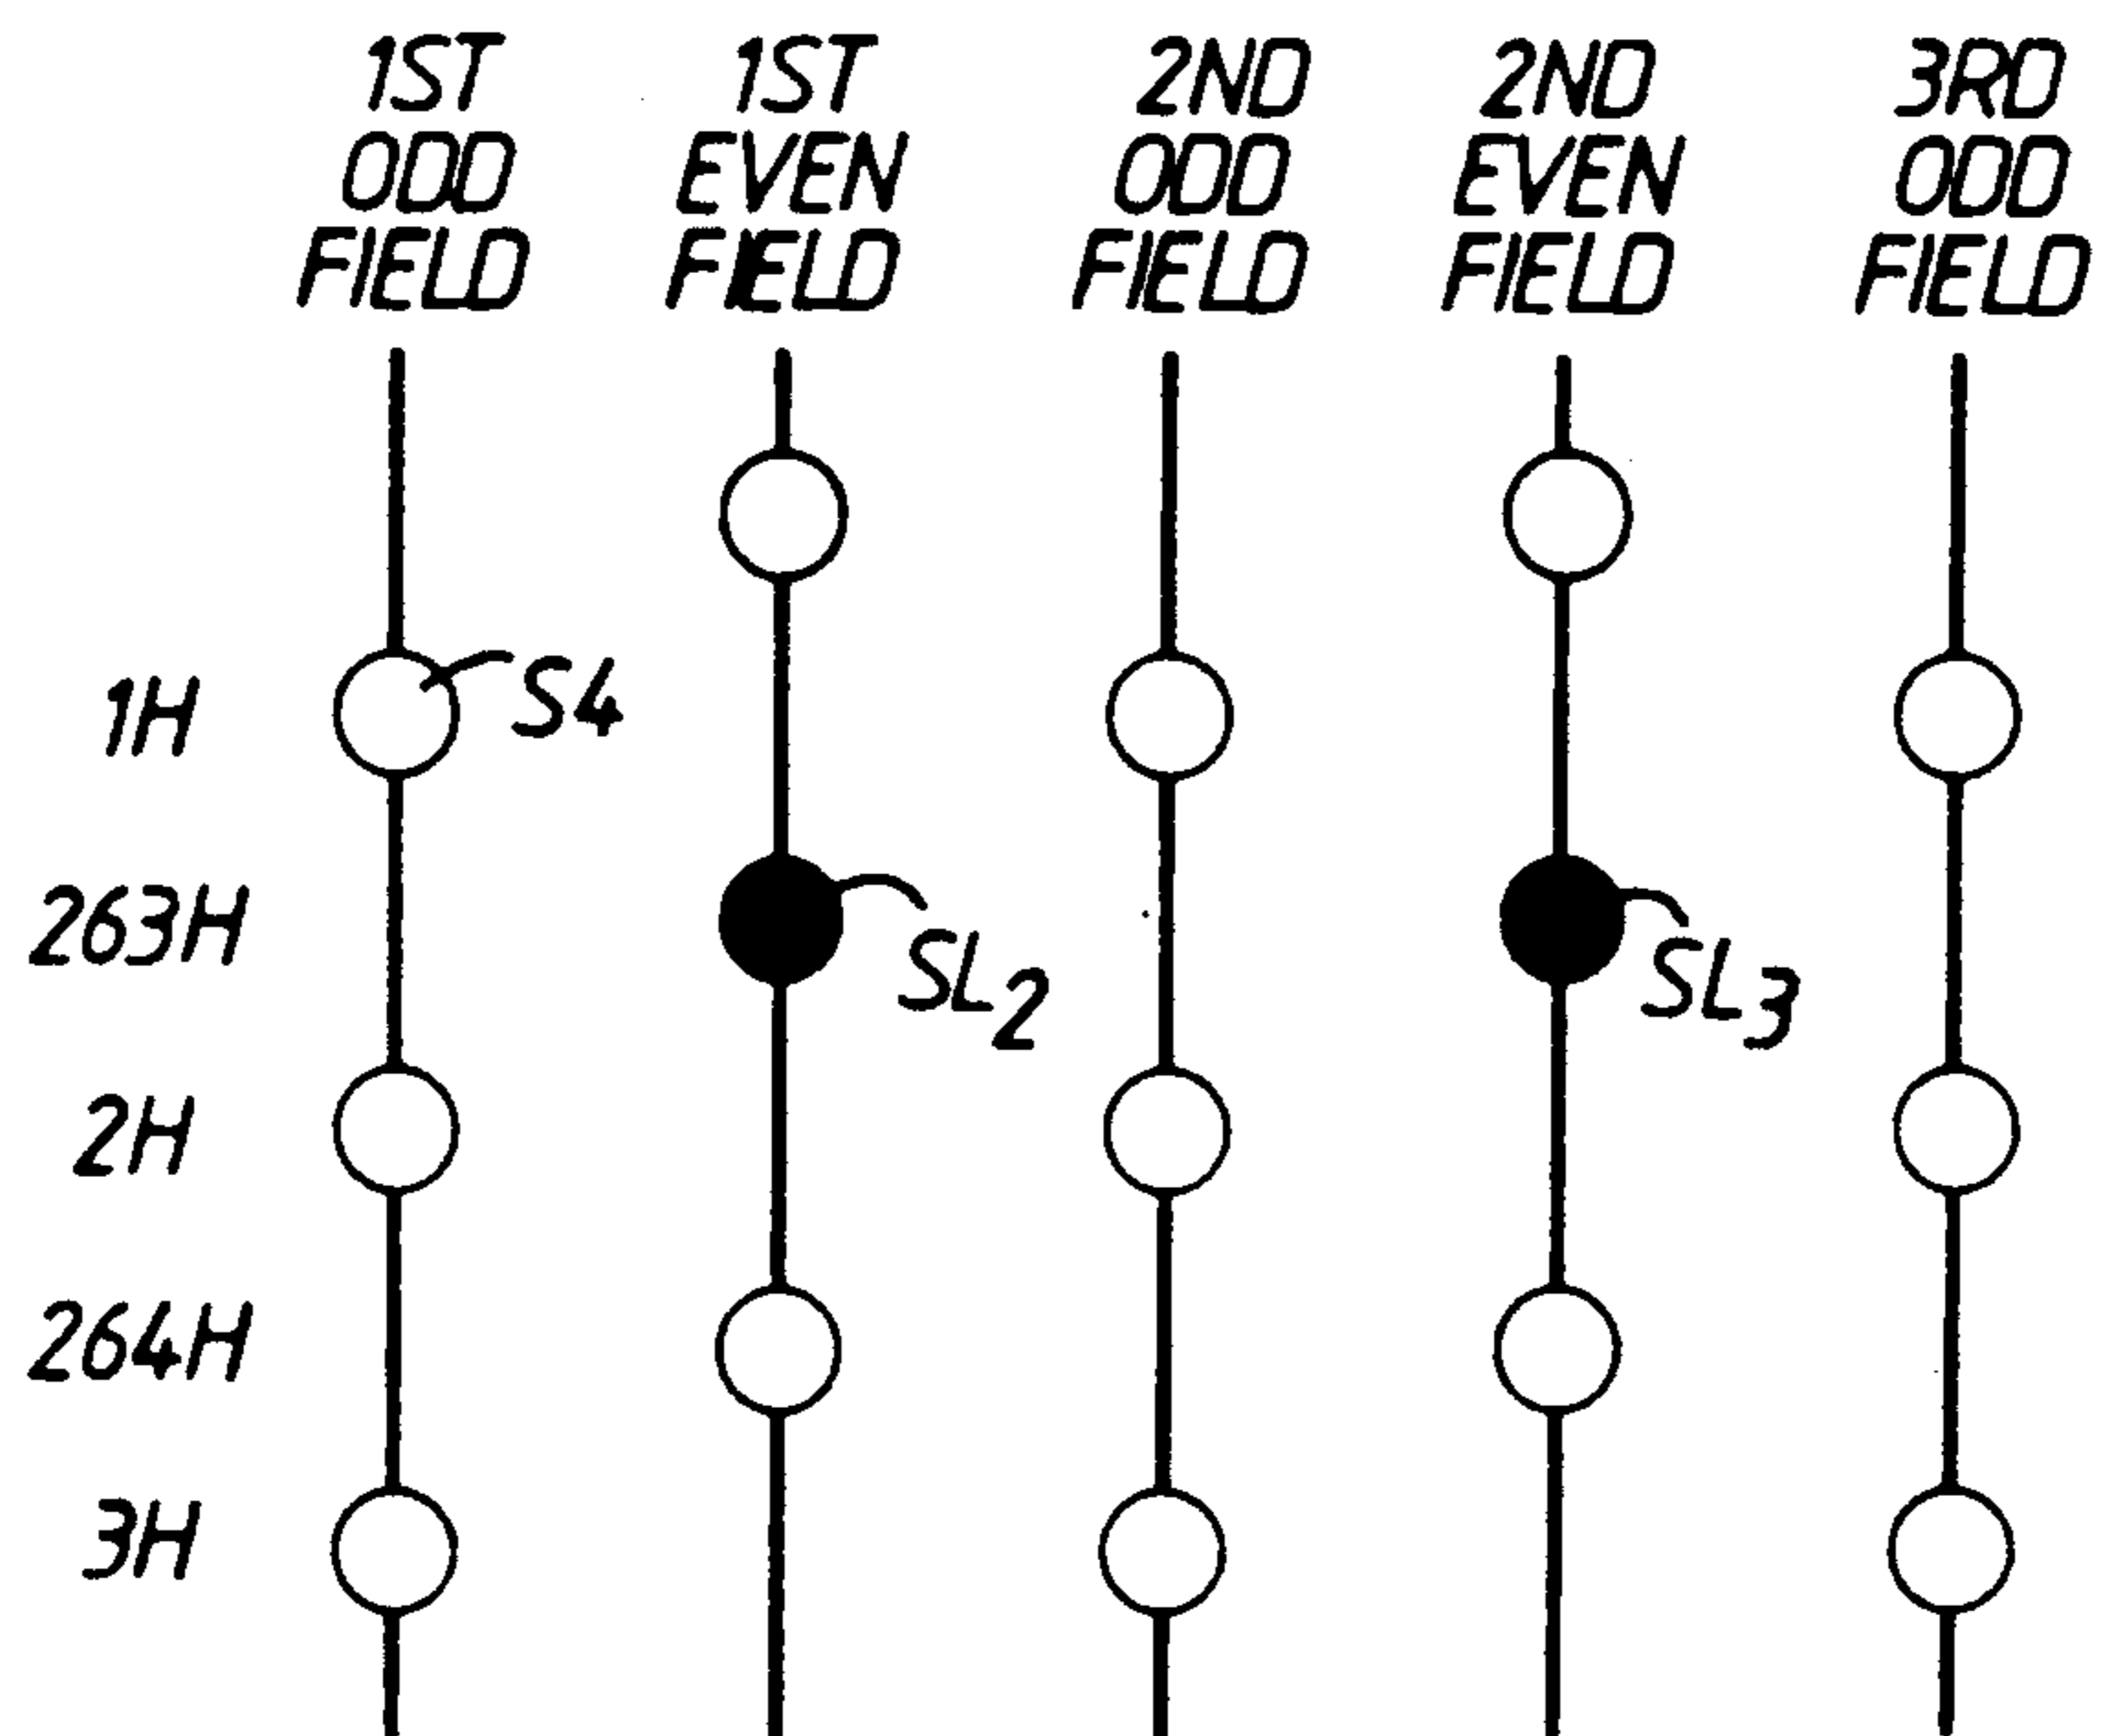 1ST 1ST 2ND 2ND 3RD
ODD EVEN ODD EVEN ODD
FIELD FIELD FIELD FIELD FIELD
1H S4
263H SL2 SL3
2H
264H
3H